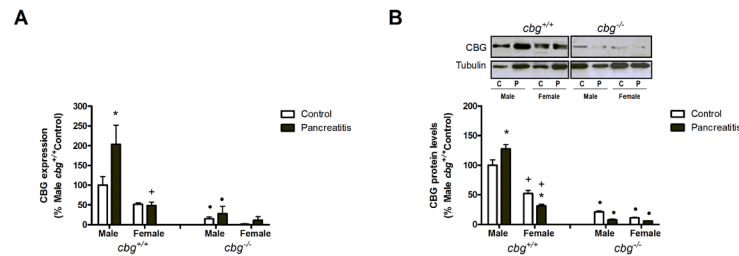 A
CBG expression
(% Male cbg+/+Control)
300
250
200
150
100
50
0
*
+
•
•
Control
Pancreatitis
Male
Female
Male
Female
cbg+/+
cbg-/-
B
cbg+/+
cbg-/-
CBG
Tubulin
C P C P C P C P
Male Female Male Female
CBG protein levels
(% Male cbg+/+Control)
200
150
100
50
0
*
+
+
*
•
•
•
•
Control
Pancreatitis
Male
Female
Male
Female
cbg+/+
cbg-/-